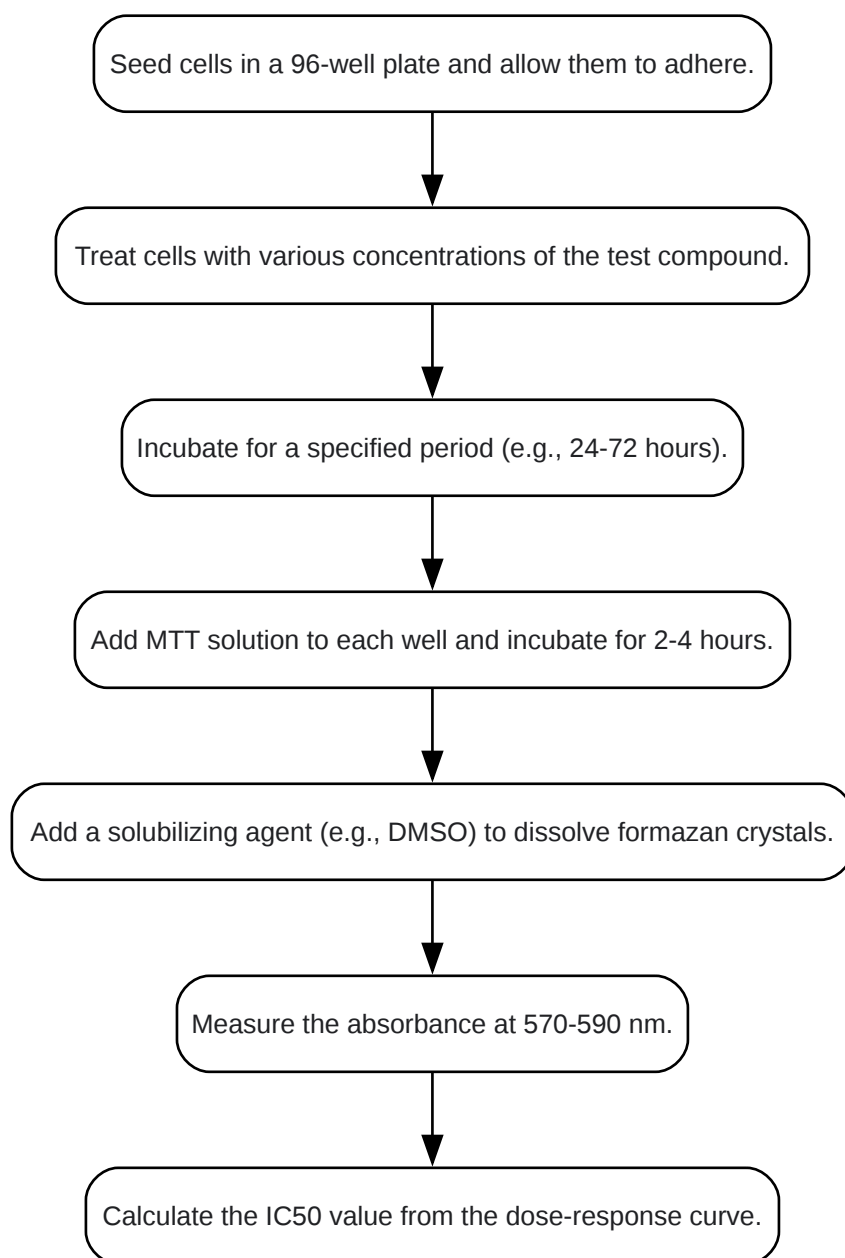 Seed cells in a 96-well plate and allow them to adhere.
Treat cells with various concentrations of the test compound.
Incubate for a specified period (e.g., 24-72 hours).
Add MTT solution to each well and incubate for 2-4 hours.
Add a solubilizing agent (e.g., DMSO) to dissolve formazan crystals.
Measure the absorbance at 570-590 nm.
Calculate the IC50 value from the dose-response curve.